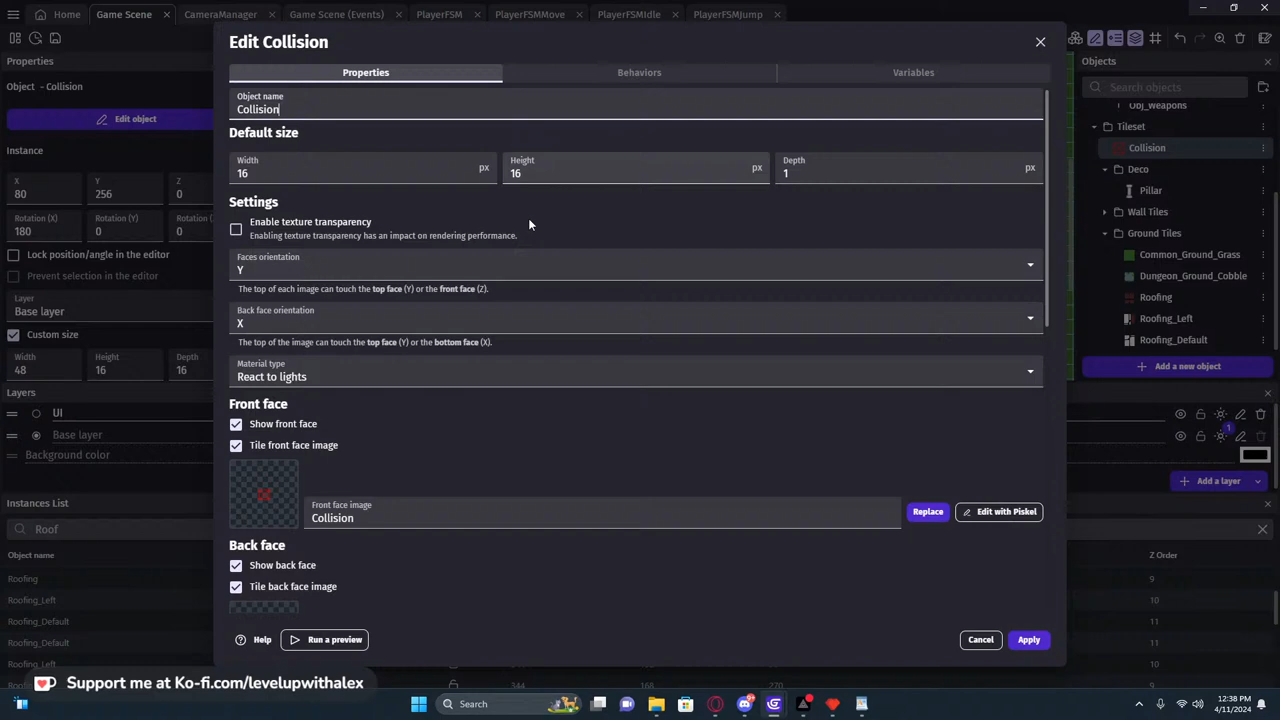 Home
Game Scene
CameraManager
Game Scene (Events)
PlayerFSM
PlayerFSMMove
PlayerFSMIdle
PlayerFSMJump
Properties
Object - Collision
Edit object
Instance
X
80
Y
256
Z
0
Rotation (X)
180
Rotation (Y)
0
Rotation (
0
Lock position/angle in the editor
Prevent selection in the editor
Layer
Base layer
Custom size
Width
48
Height
16
Depth
16
Layers
UI
Base layer
Background color
Instances List
Roof
Object name
Roofing
Roofing_Left
Roofing_Default
Roofing_Default
Roofing_Left
Roofing
Edit Collision
Properties
Behaviors
Variables
Object name
Collision
Default size
Width
16
px
Height
16
px
Depth
1
px
Settings
Enable texture transparency
Enabling texture transparency has an impact on rendering performance.
Faces orientation
Y
The top of each image can touch the top face (Y) or the front face (Z).
Back face orientation
X
The top of the image can touch the top face (Y) or the bottom face (X).
Material type
React to lights
Front face
Show front face
Tile front face image
Front face image
Collision
Replace
Edit with Piskel
Back face
Show back face
Tile back face image
Help
Run a preview
Cancel
Apply
344
168
0
0
Objects
Search objects
Obj_Weapons
Tileset
Collision
Deco
Pillar
Wall Tiles
Ground Tiles
Common_Ground_Grass
Dungeon_Ground_Cobble
Roofing
Roofing_Left
Roofing_Default
Add a new object
1
Add a layer
Z Order
9
10
11
11
10
9
Support me at Ko-fi.com/levelupwithalex
Search
9+
12:38 PM
4/11/2024